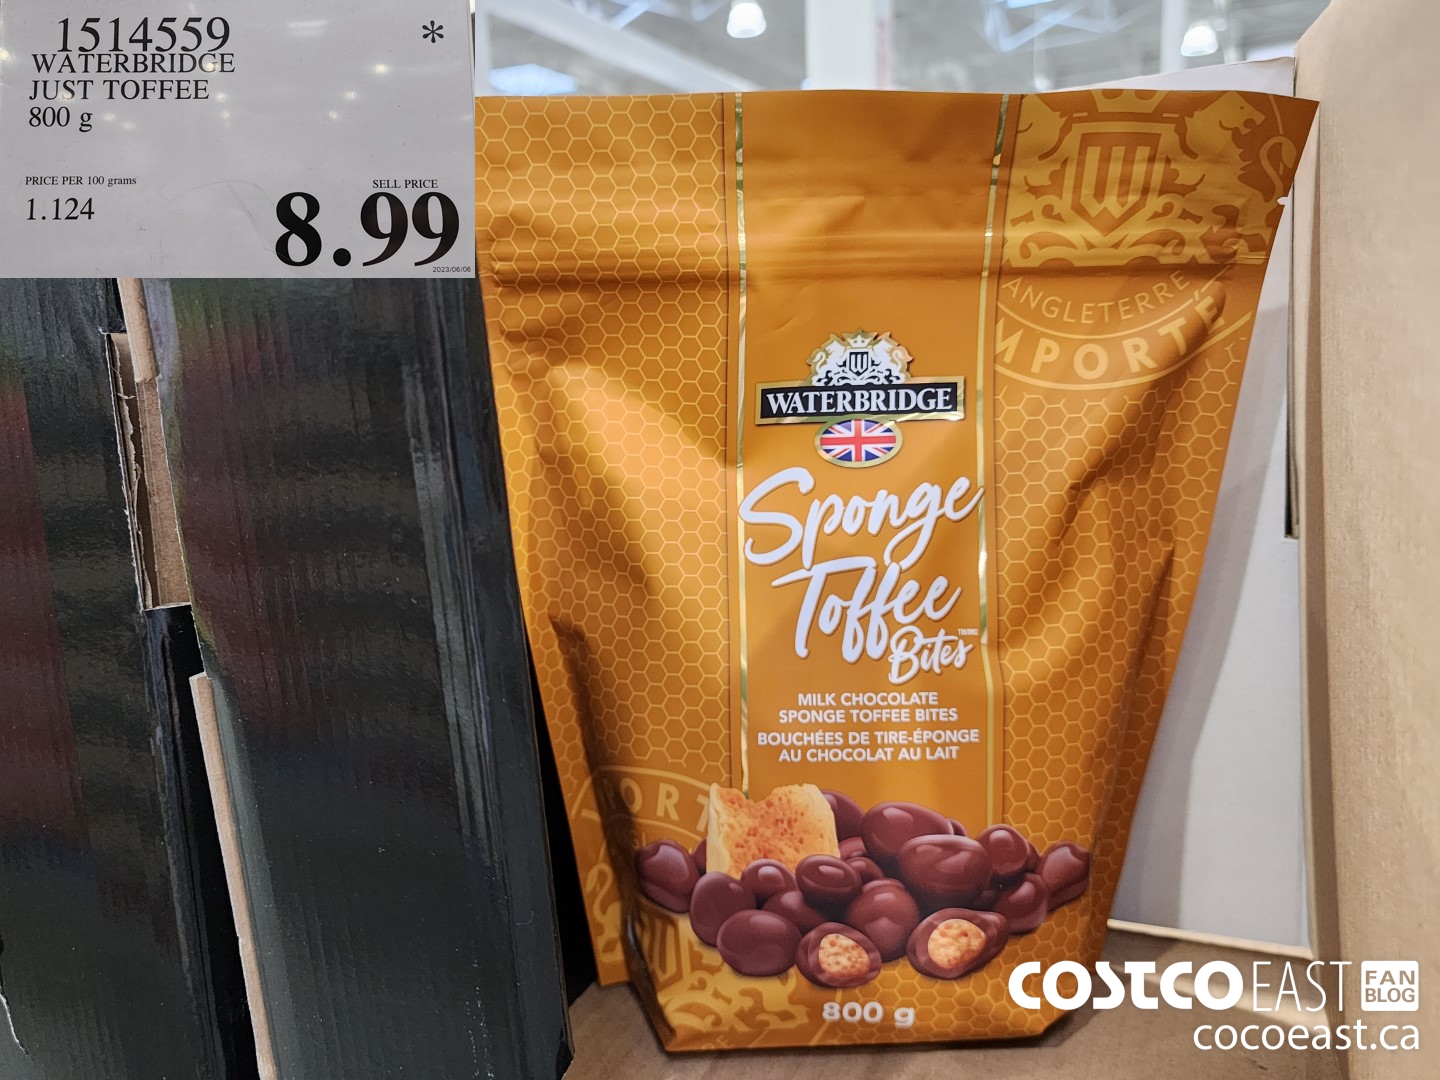 1514559 *
WATERBRIDGE
JUST TOFFEE
800 g
PRICE PER 100 grams
1.124
SELL PRICE
8.99
2023/06/06
W
ANGLETERRE
IMPORTÉ
W
WATERBRIDGE
Sponge
Toffee
Bites TM/MC
MILK CHOCOLATE
SPONGE TOFFEE BITES
BOUCHÉES DE TIRE-ÉPONGE
AU CHOCOLAT AU LAIT
ORT
W
800 g
COSTCO EAST FAN
BLOG
cocoeast.ca